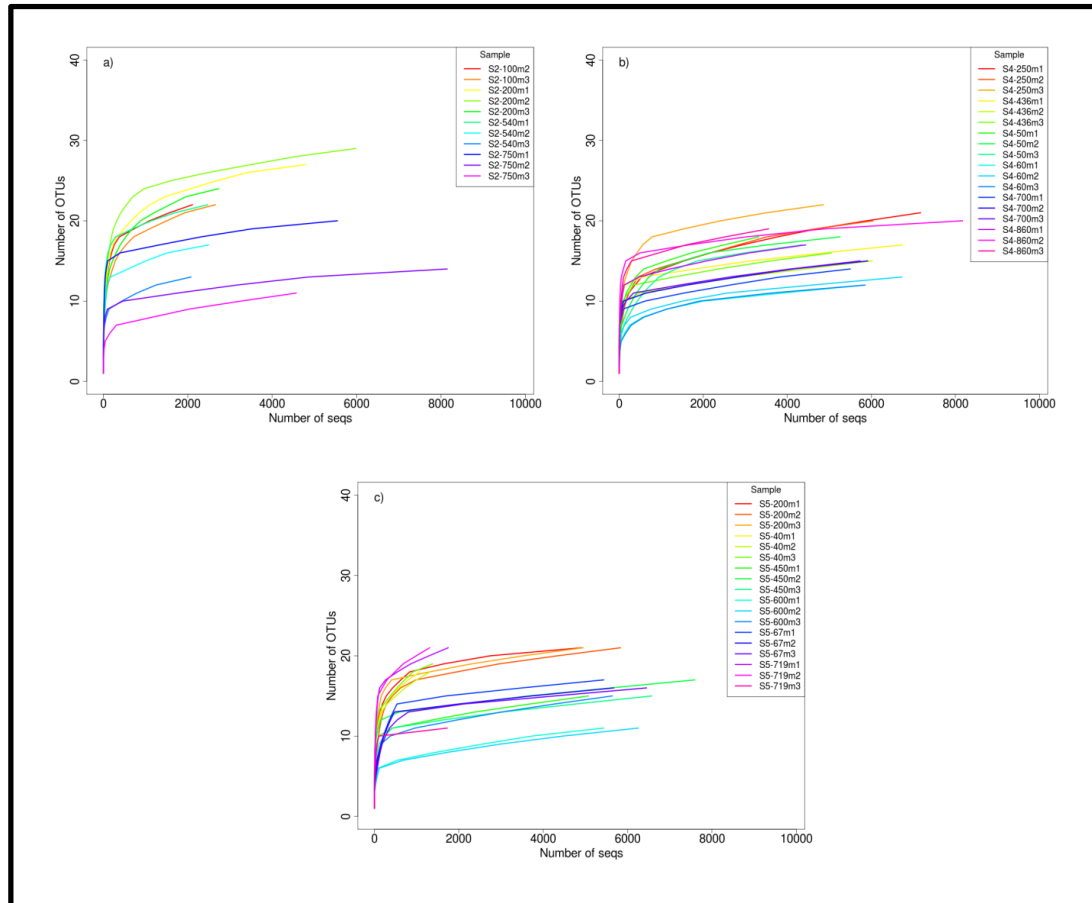 a)
Number of OTUs
40
30
20
10
0
0 2000 4000 6000 8000 10000
Number of seqs
Sample
S2-100m2
S2-100m3
S2-200m1
S2-200m2
S2-200m3
S2-540m1
S2-540m2
S2-540m3
S2-750m1
S2-750m2
S2-750m3
b)
Number of OTUs
40
30
20
10
0
0 2000 4000 6000 8000 10000
Number of seqs
Sample
S4-250m1
S4-250m2
S4-250m3
S4-436m1
S4-436m2
S4-436m3
S4-50m1
S4-50m2
S4-50m3
S4-60m1
S4-60m2
S4-60m3
S4-700m1
S4-700m2
S4-700m3
S4-860m1
S4-860m2
S4-860m3
c)
Number of OTUs
40
30
20
10
0
0 2000 4000 6000 8000 10000
Number of seqs
Sample
S5-200m1
S5-200m2
S5-200m3
S5-40m1
S5-40m2
S5-40m3
S5-450m1
S5-450m2
S5-450m3
S5-600m1
S5-600m2
S5-600m3
S5-67m1
S5-67m2
S5-67m3
S5-719m1
S5-719m2
S5-719m3